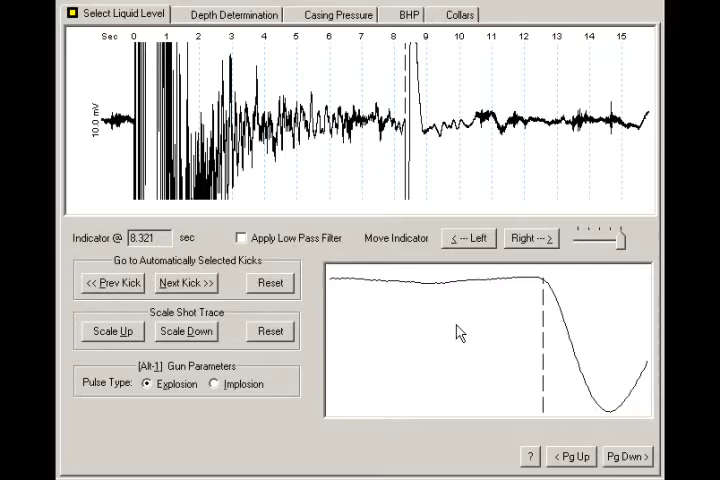 Select Liquid Level Depth Determination Casing Pressure BHP Collars
Sec 0 1 2 3 4 5 6 7 8 9 10 11 12 13 14 15
10.0 mV
Indicator @ 8.321 sec Apply Low Pass Filter Move Indicator < --- Left Right --->
Go to Automatically Selected Kicks
<< Prev Kick Next Kick >> Reset
Scale Shot Trace
Scale Up Scale Down Reset
[Alt-1] Gun Parameters
Pulse Type: Explosion Implosion
? < Pg Up Pg Dwn >